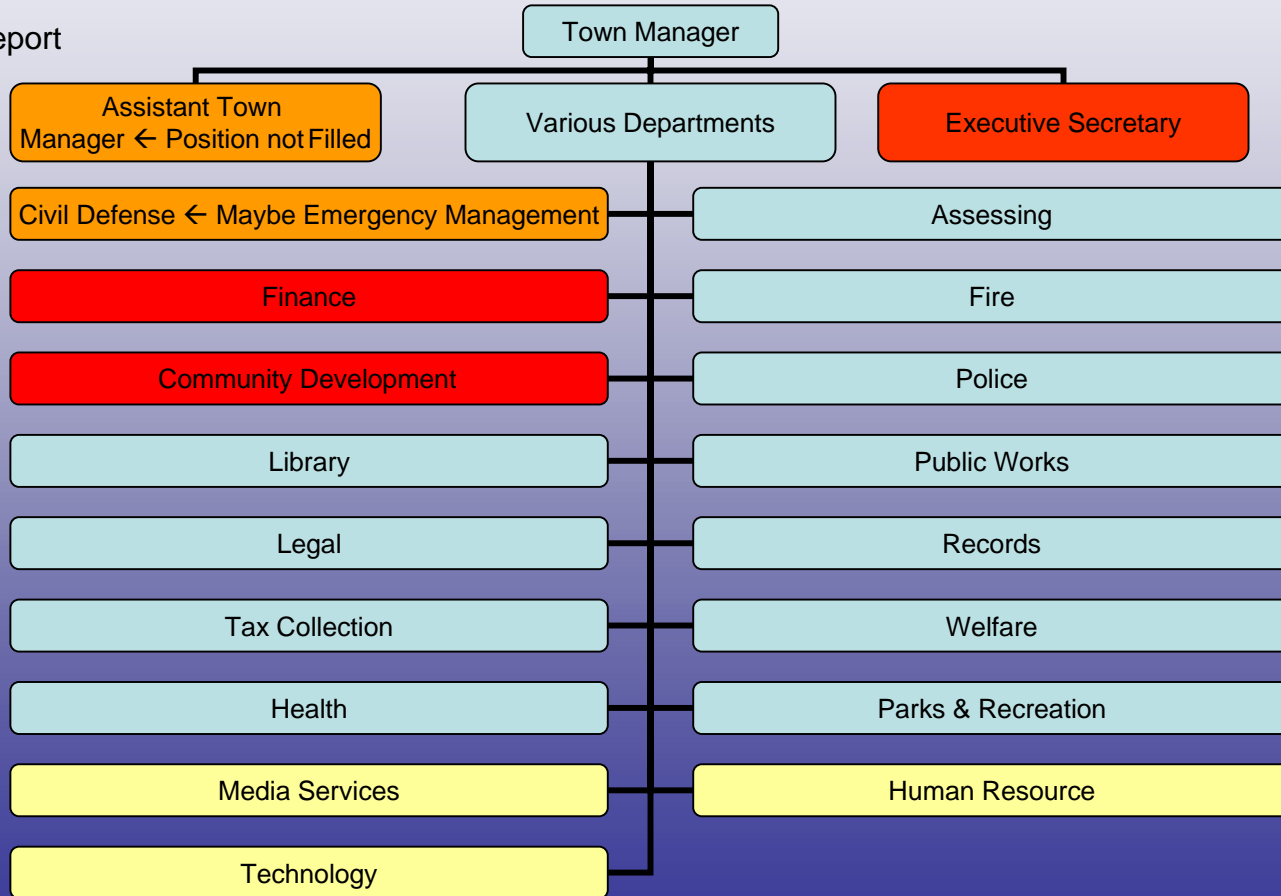 eport
Town Manager
Assistant Town
Manager ← Position not Filled
Various Departments
Executive Secretary
Civil Defense ← Maybe Emergency Management
Assessing
Finance
Fire
Community Development
Police
Library
Public Works
Legal
Records
Tax Collection
Welfare
Health
Parks & Recreation
Media Services
Human Resource
Technology